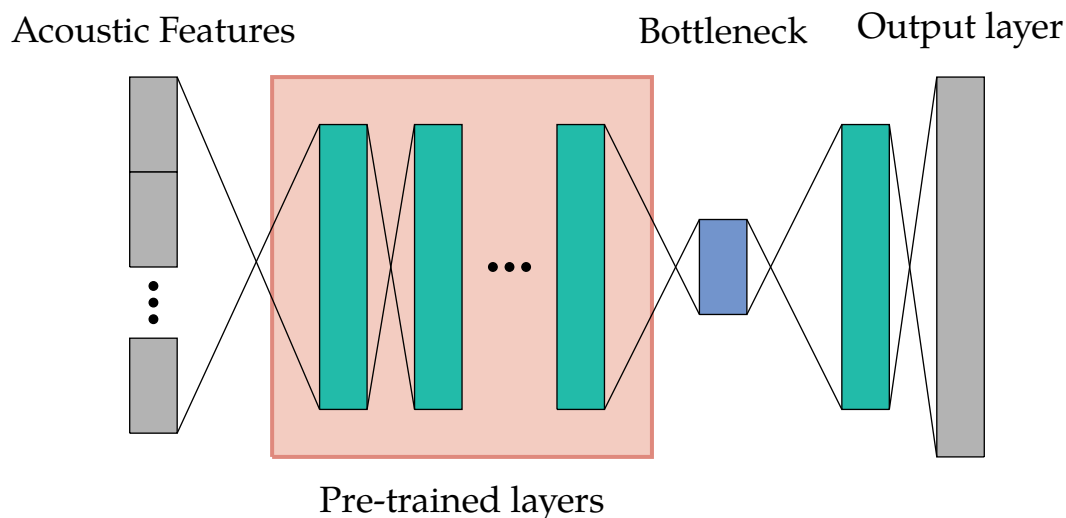 Acoustic Features
Bottleneck
Output layer
Pre-trained layers